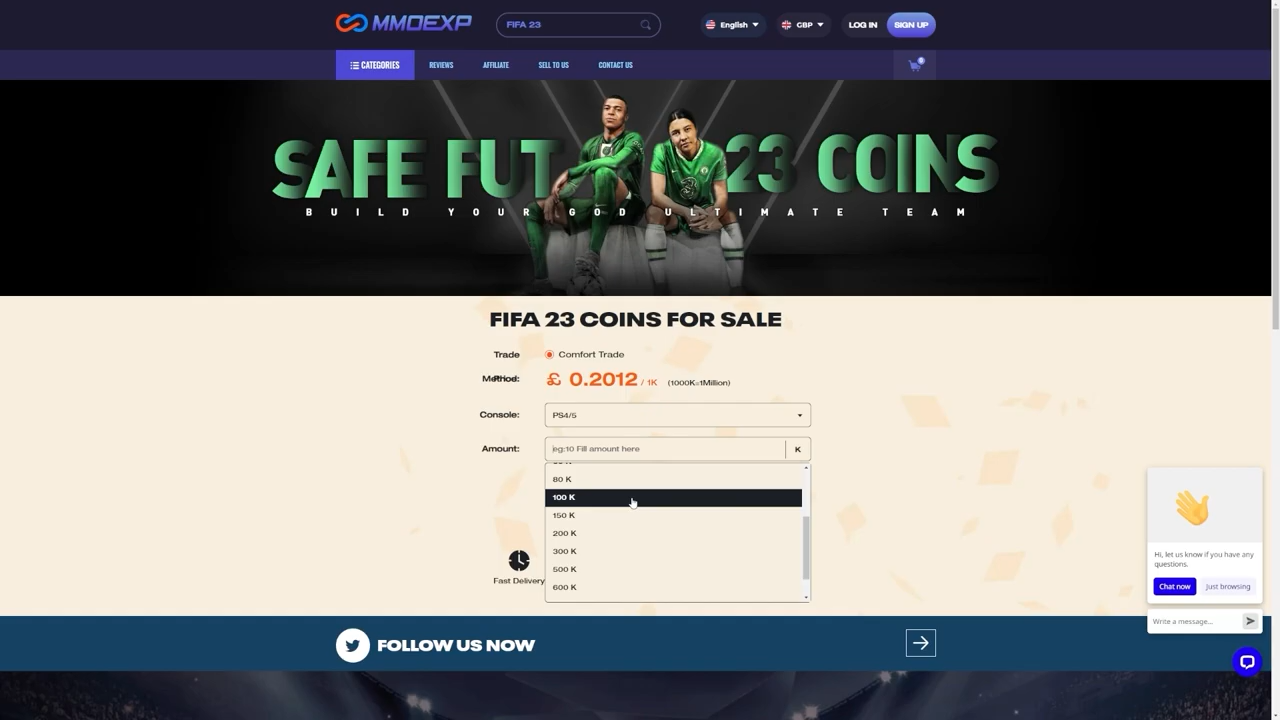 MMOEXP
FIFA 23
English
GBP
LOG IN
SIGN UP
CATEGORIES
REVIEWS
AFFILIATE
SELL TO US
CONTACT US
0
SAFE FUT 23 COINS
BUILD YOUR GOD ULTIMATE TEAM
3
FIFA 23 COINS FOR SALE
Trade
Comfort Trade
£ 0.2012 / 1K (1000K=1Million)
Console:
PS4/5
Amount:
eg:10 Fill amount here
K
80 K
100 K
150 K
200 K
300 K
500 K
600 K
Fast Delivery
Hi, let us know if you have any
questions.
Chat now
Just browsing
Write a message...
FOLLOW US NOW